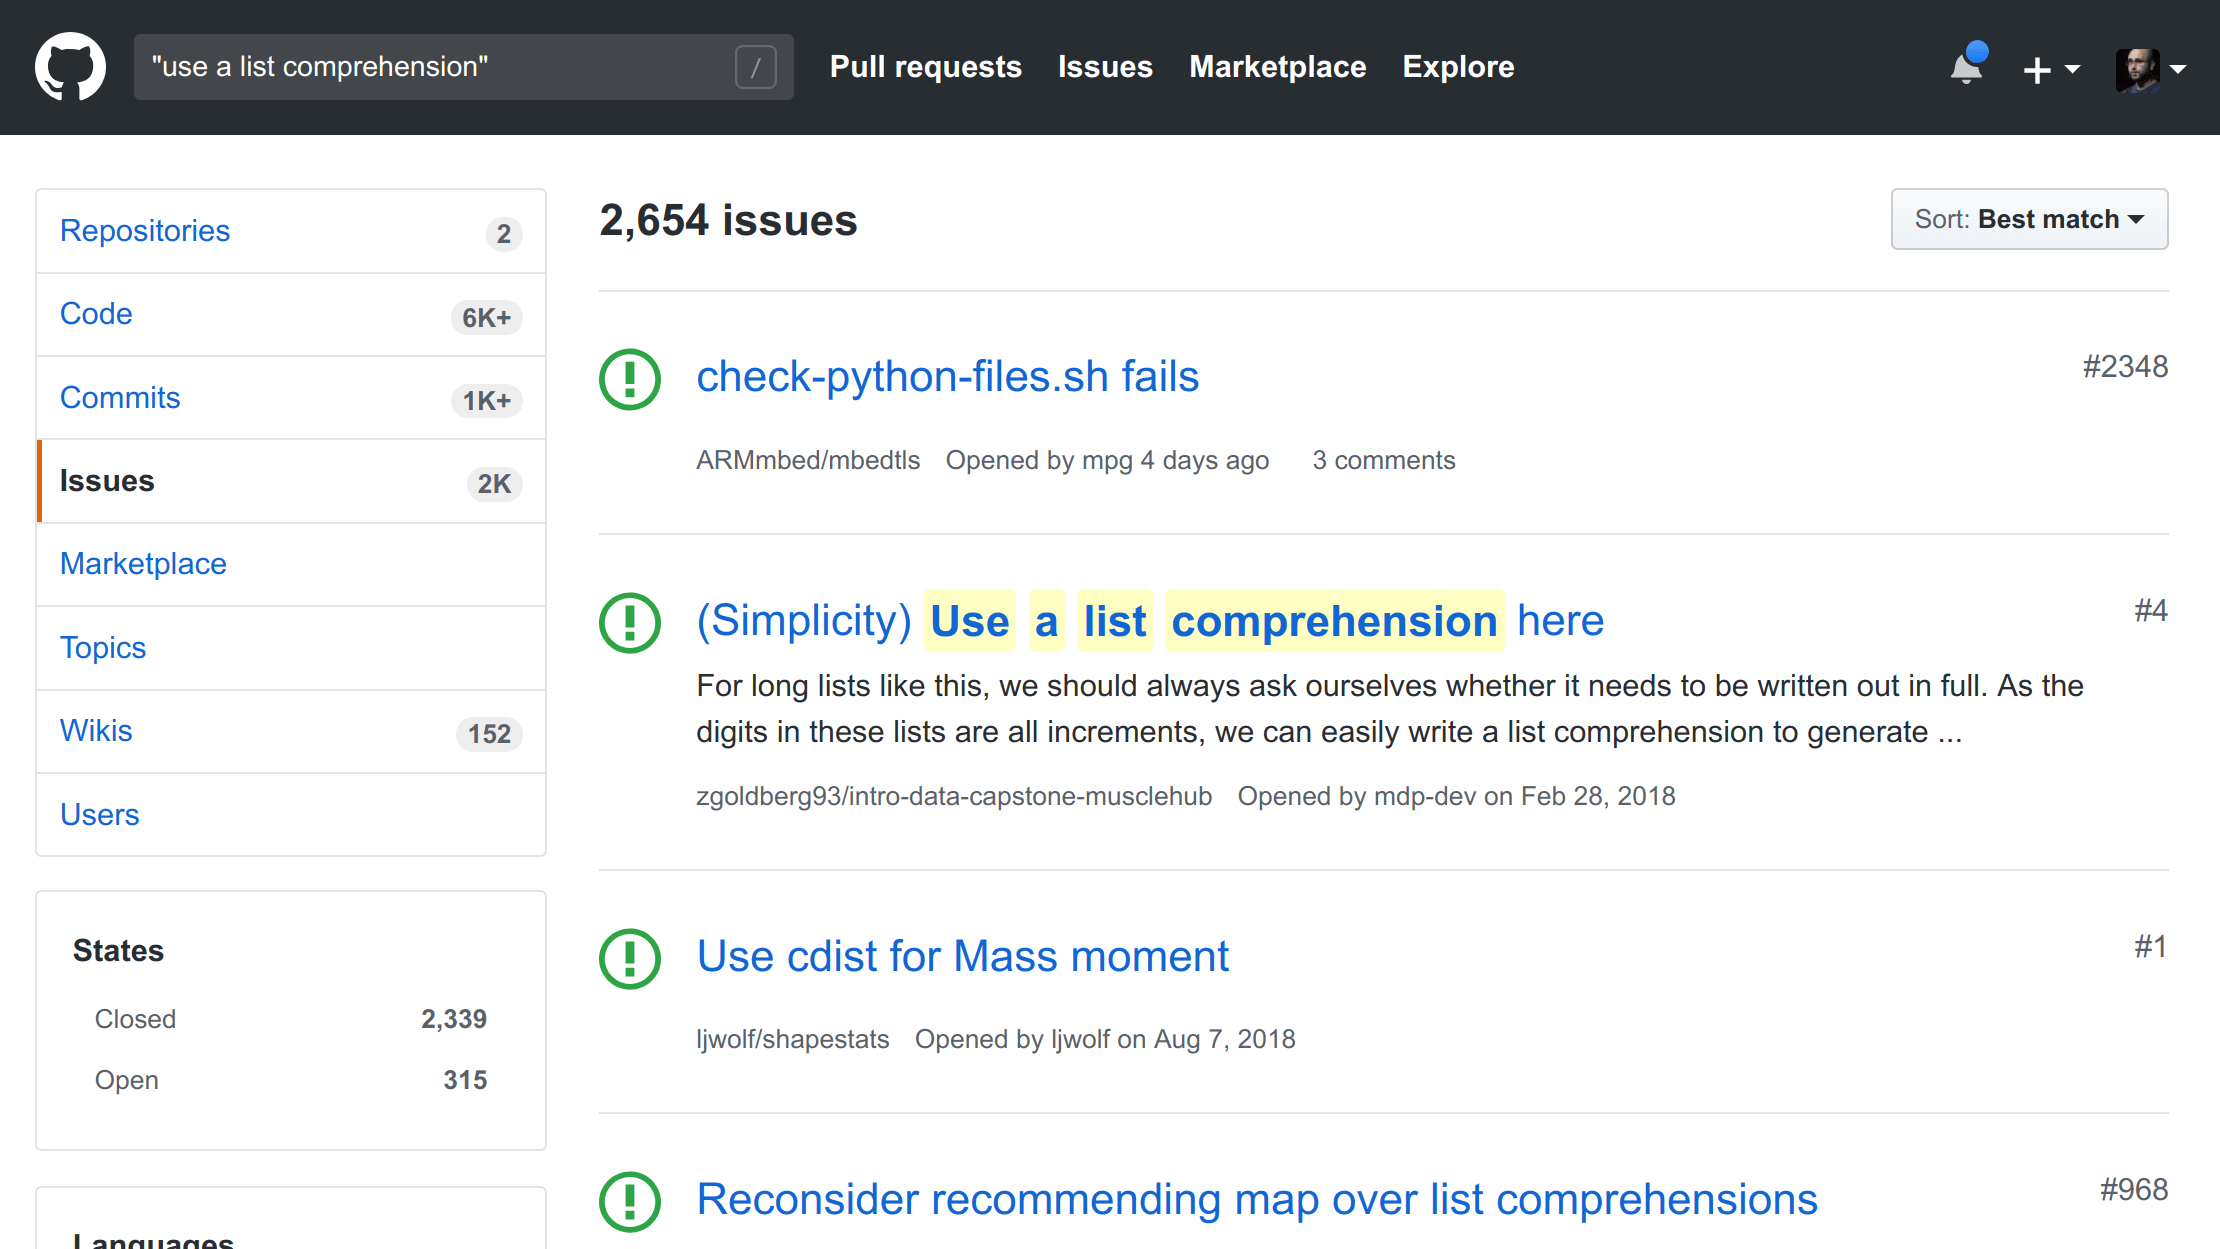 "use a list comprehension" /
Pull requests Issues Marketplace Explore
Repositories 2
Code 6K+
Commits 1K+
Issues 2K
Marketplace
Topics
Wikis 152
Users
States
Closed 2,339
Open 315
Languages
2,654 issues
Sort: Best match
check-python-files.sh fails #2348
ARMmbed/mbedtls Opened by mpg 4 days ago 3 comments
(Simplicity) Use a list comprehension here #4
For long lists like this, we should always ask ourselves whether it needs to be written out in full. As the
digits in these lists are all increments, we can easily write a list comprehension to generate ...
zgoldberg93/intro-data-capstone-musclehub Opened by mdp-dev on Feb 28, 2018
Use cdist for Mass moment #1
ljwolf/shapestats Opened by ljwolf on Aug 7, 2018
Reconsider recommending map over list comprehensions #968